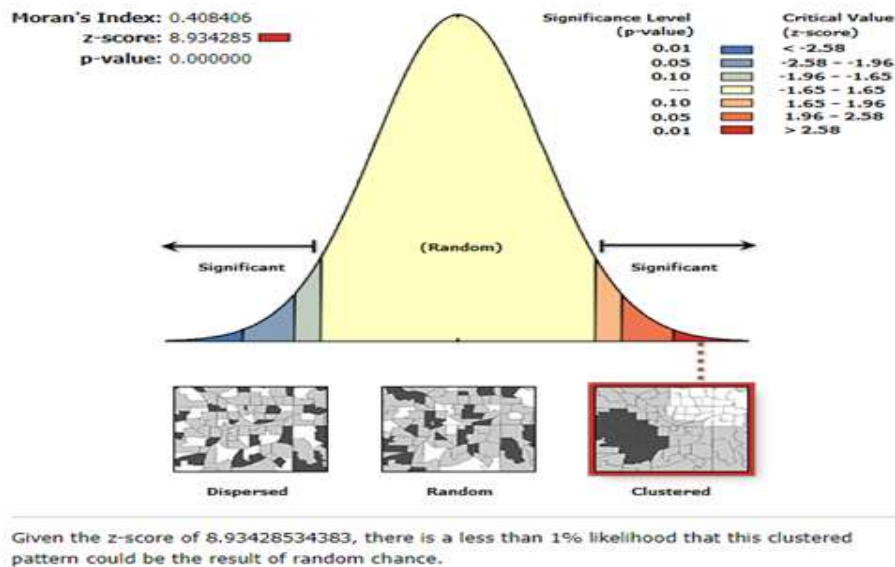 Moran's Index: 0.408406
z-score: 8.934285
p-value: 0.000000
Significance Level (p-value)
Critical Value (z-score)
0.01 < -2.58
0.05 -2.58 – -1.96
0.10 -1.96 – -1.65
--- -1.65 – 1.65
0.10 1.65 – 1.96
0.05 1.96 – 2.58
0.01 > 2.58
(Random)
Significant
Significant
Dispersed
Random
Clustered
Given the z-score of 8.93428534383, there is a less than 1% likelihood that this clustered
pattern could be the result of random chance.